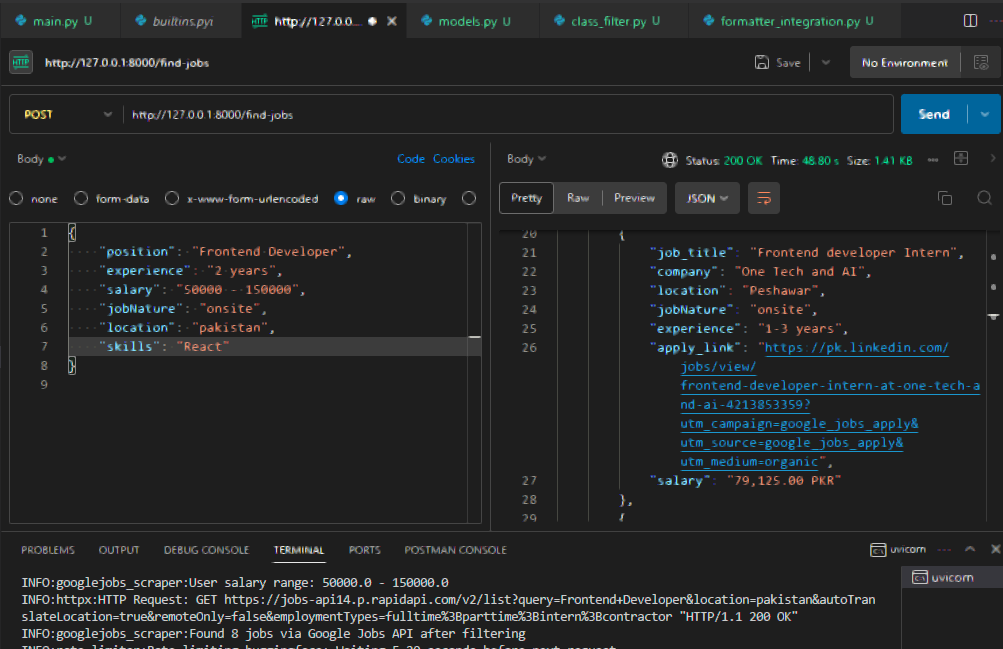 main.py U
builtins.pyi
HTTP http://127.0.0....
models.py U
class_filter.py U
formatter_integration.py U
HTTP http://127.0.0.1:8000/find-jobs
Save
No Environment
POST
http://127.0.0.1:8000/find-jobs
Send
Body
Code Cookies
none form-data x-www-form-urlencoded raw binary
1 {
2 "position": "Frontend Developer",
3 "experience": "2 years",
4 "salary": "50000 - 150000",
5 "jobNature": "onsite",
6 "location": "pakistan",
7 "skills": "React"
8 }
9
Body
Status: 200 OK Time: 48.80 s Size: 1.41 KB
Pretty Raw Preview JSON
20 {
21 "job_title": "Frontend developer Intern",
22 "company": "One Tech and AI",
23 "location": "Peshawar",
24 "jobNature": "onsite",
25 "experience": "1-3 years",
26 "apply_link": "https://pk.linkedin.com/
jobs/view/
frontend-developer-intern-at-one-tech-a
nd-ai-4213853359?
utm_campaign=google_jobs_apply&
utm_source=google_jobs_apply&
utm_medium=organic",
27 "salary": "79,125.00 PKR"
28 },
29 {
PROBLEMS OUTPUT DEBUG CONSOLE TERMINAL PORTS POSTMAN CONSOLE
uvicorn
uvicorn
INFO:googlejobs_scraper:User salary range: 50000.0 - 150000.0
INFO:httpx:HTTP Request: GET https://jobs-api14.p.rapidapi.com/v2/list?query=Frontend+Developer&location=pakistan&autoTran
slateLocation=true&remoteOnly=false&employmentTypes=fulltime%3Bparttime%3Bintern%3Bcontractor "HTTP/1.1 200 OK"
INFO:googlejobs_scraper:Found 8 jobs via Google Jobs API after filtering